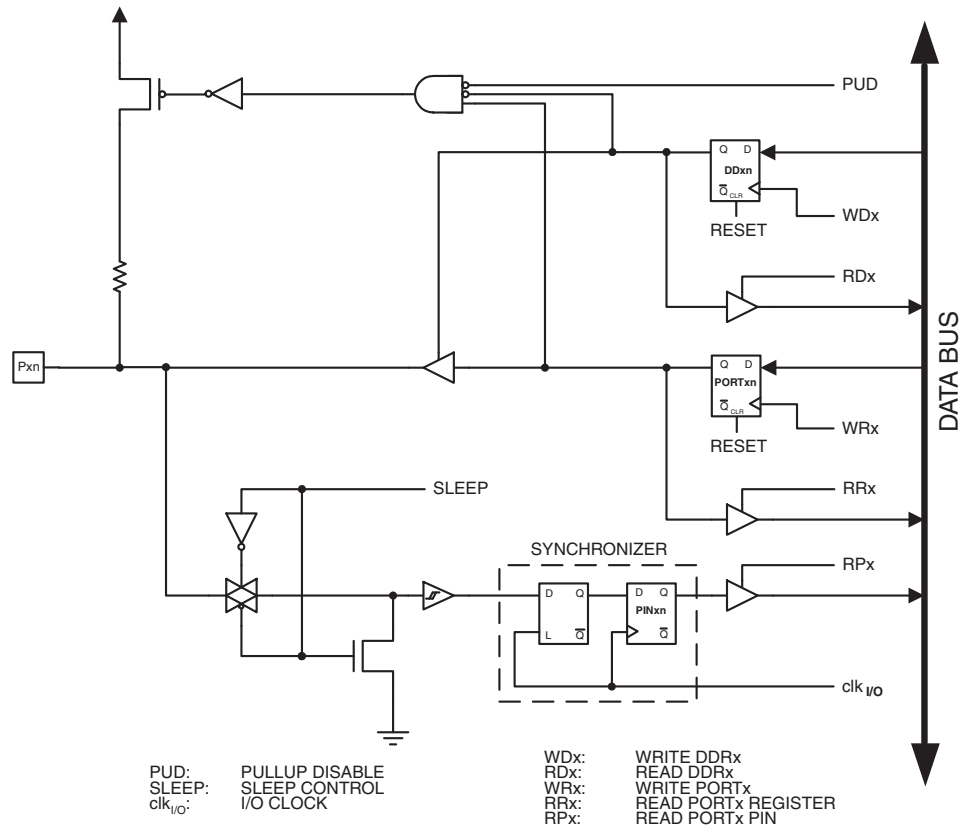 PUD
Q D
DDxn
Q CLR
WDx
RESET
RDx
DATA BUS
Pxn
Q D
PORTxn
Q CLR
WRx
RESET
SLEEP
RRx
SYNCHRONIZER
RPx
D Q
L Q
D Q
PINxn
Q
clk I/O
PUD: PULLUP DISABLE
SLEEP: SLEEP CONTROL
clkI/O: I/O CLOCK
WDx: WRITE DDRx
RDx: READ DDRx
WRx: WRITE PORTx
RRx: READ PORTx REGISTER
RPx: READ PORTx PIN